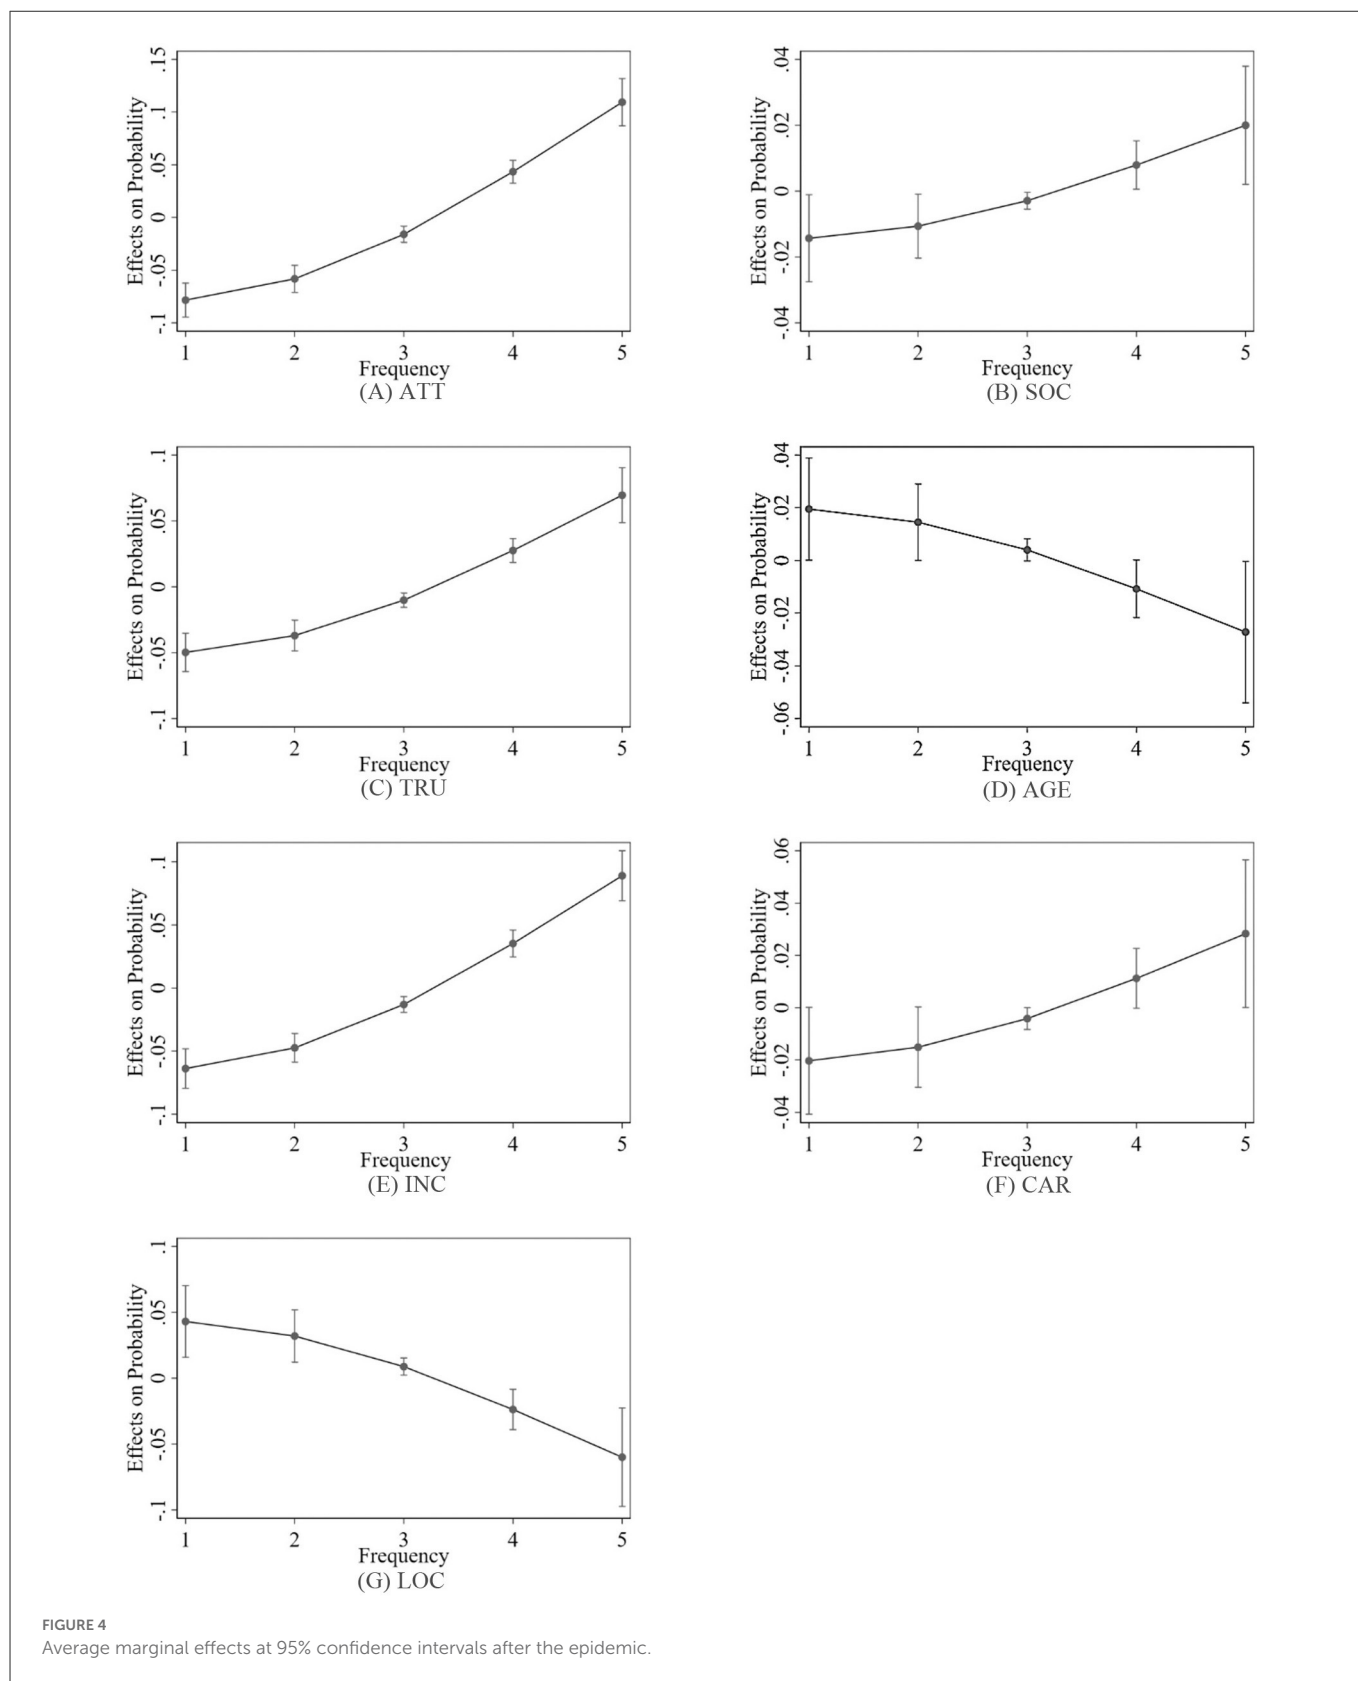 Effects on Probability
.15
.1
.05
0
-.05
-.1
1 2 3 4 5
Frequency
(A) ATT
Effects on Probability
.04
.02
0
-.02
-.04
1 2 3 4 5
Frequency
(B) SOC
Effects on Probability
.1
.05
0
-.05
-.1
1 2 3 4 5
Frequency
(C) TRU
Effects on Probability
.04
.02
0
-.02
-.04
-.06
1 2 3 4 5
Frequency
(D) AGE
Effects on Probability
.1
.05
0
-.05
-.1
1 2 3 4 5
Frequency
(E) INC
Effects on Probability
.06
.04
.02
0
-.02
-.04
1 2 3 4 5
Frequency
(F) CAR
Effects on Probability
.1
.05
0
-.05
-.1
1 2 3 4 5
Frequency
(G) LOC
FIGURE 4
Average marginal effects at 95% confidence intervals after the epidemic.